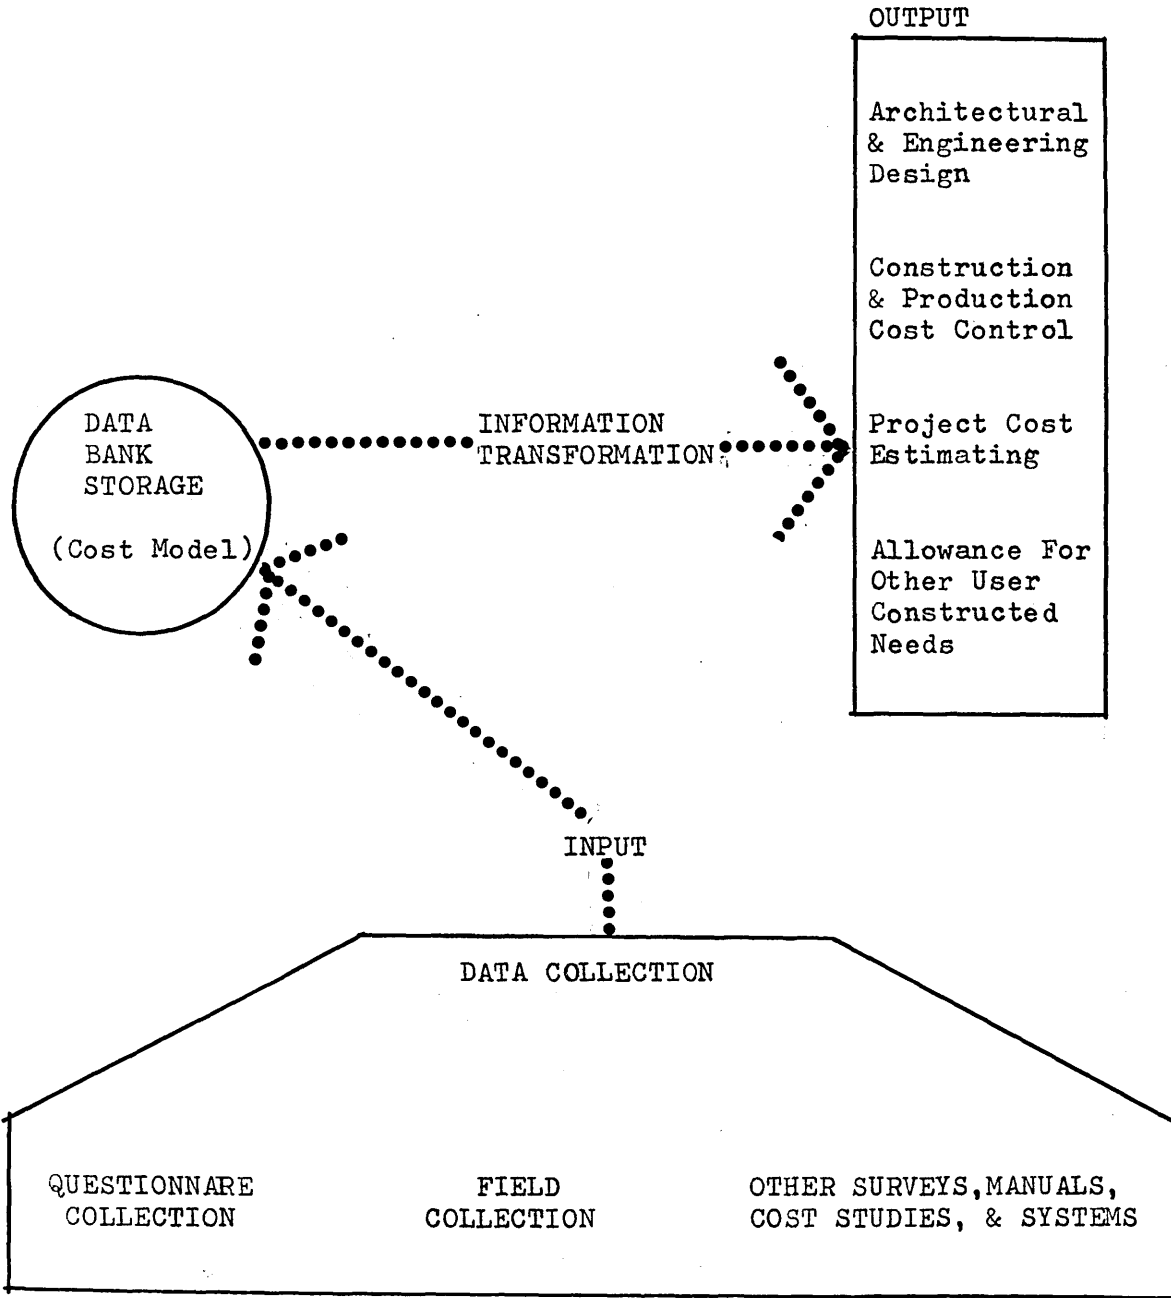 OUTPUT
Architectural
& Engineering
Design
Construction
& Production
Cost Control
Project Cost
Estimating
Allowance For
Other User
Constructed
Needs
DATA
BANK
STORAGE
(Cost Model)
INFORMATION
TRANSFORMATION
INPUT
DATA COLLECTION
QUESTIONNARE
COLLECTION
FIELD
COLLECTION
OTHER SURVEYS,MANUALS,
COST STUDIES, & SYSTEMS